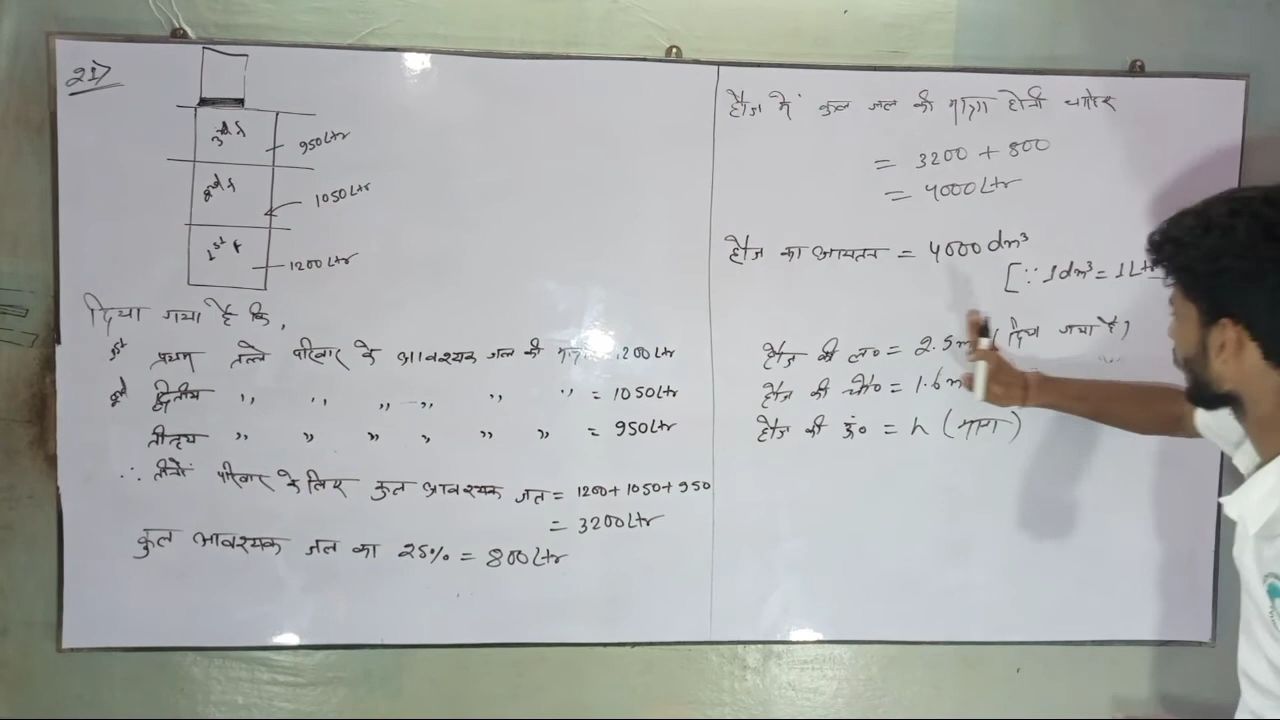 21>
3rd f
950 Ltr
2nd f
1050 Ltr
1st f
1200 Ltr
दिया गया है कि,
1st प्रथम तल्ले परिवार के आवश्यक जल की 1200 Ltr
2nd द्वितीय ,, ,, ,, ,, ,, ,, = 1050 Ltr
तीतृय ,, ,, ,, ,, ,, ,, = 950 Ltr
∴ तीनों परिवार के लिए कुल आवश्यक जल = 1200 + 1050 + 950
= 3200 Ltr
कुल आवश्यक जल का 25% = 800 Ltr
हौज में कुल जल की मात्रा होनी चाहिए
= 3200 + 800
= 4000 Ltr
हौज का आयतन = 4000 dm³
[∵ 1 dm³ = 1 Ltr
हौज की ल० = 2.5 m (दिया गया है)
हौज की चौ० = 1.6 m
हौज की ऊं० = h (माना)